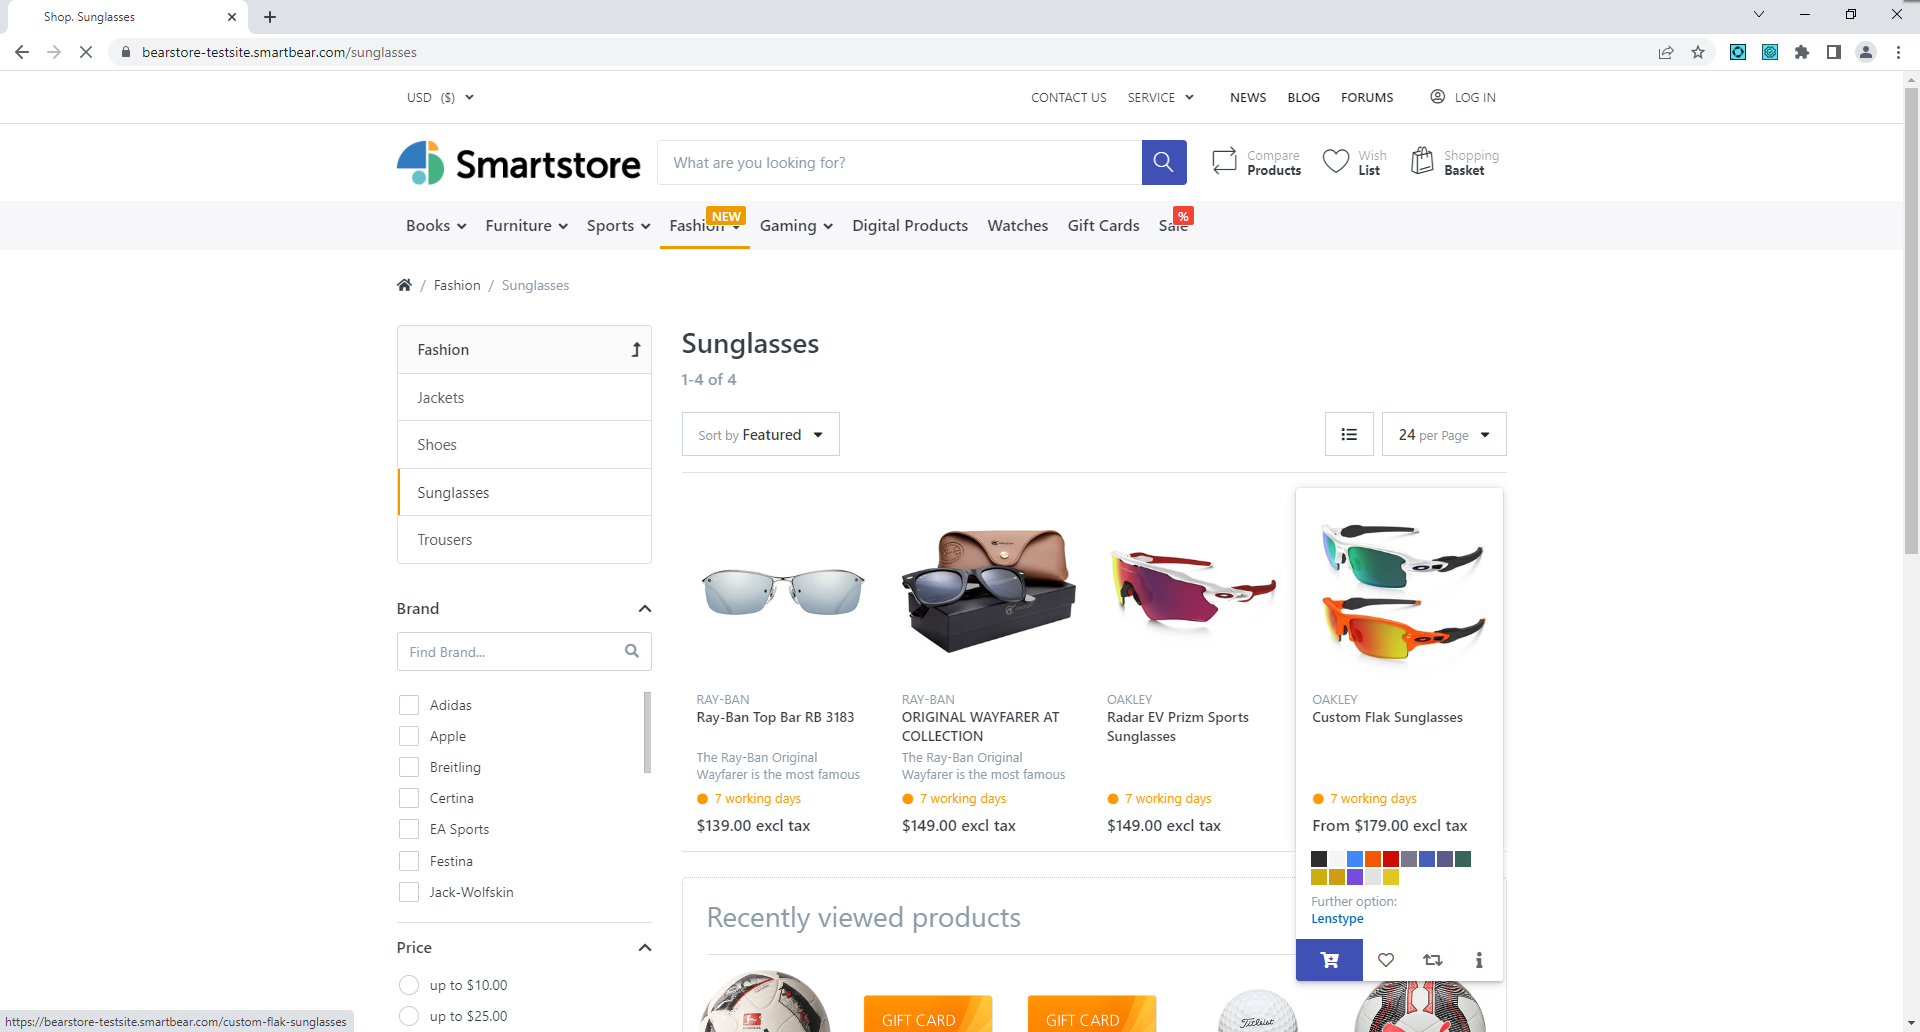 Shop. Sunglasses
bearstore-testsite.smartbear.com/sunglasses
USD ($)
CONTACT US SERVICE NEWS BLOG FORUMS LOG IN
Smartstore
What are you looking for?
Compare
Products
Wish
List
Shopping
Basket
NEW
%
Books Furniture Sports Fashion Gaming Digital Products Watches Gift Cards Sale
/ Fashion / Sunglasses
Fashion
Jackets
Shoes
Sunglasses
Trousers
Brand
Find Brand...
Adidas
Apple
Breitling
Certina
EA Sports
Festina
Jack-Wolfskin
Price
up to $10.00
up to $25.00
Sunglasses
1-4 of 4
Sort by Featured
24 per Page
RAY-BAN
Ray-Ban Top Bar RB 3183
The Ray-Ban Original
Wayfarer is the most famous
7 working days
$139.00 excl tax
RAY-BAN
ORIGINAL WAYFARER AT
COLLECTION
The Ray-Ban Original
Wayfarer is the most famous
7 working days
$149.00 excl tax
OAKLEY
Radar EV Prizm Sports
Sunglasses
7 working days
$149.00 excl tax
OAKLEY
Custom Flak Sunglasses
7 working days
From $179.00 excl tax
Further option:
Lenstype
Recently viewed products
GIFT CARD
GIFT CARD
Titleist
https://bearstore-testsite.smartbear.com/custom-flak-sunglasses